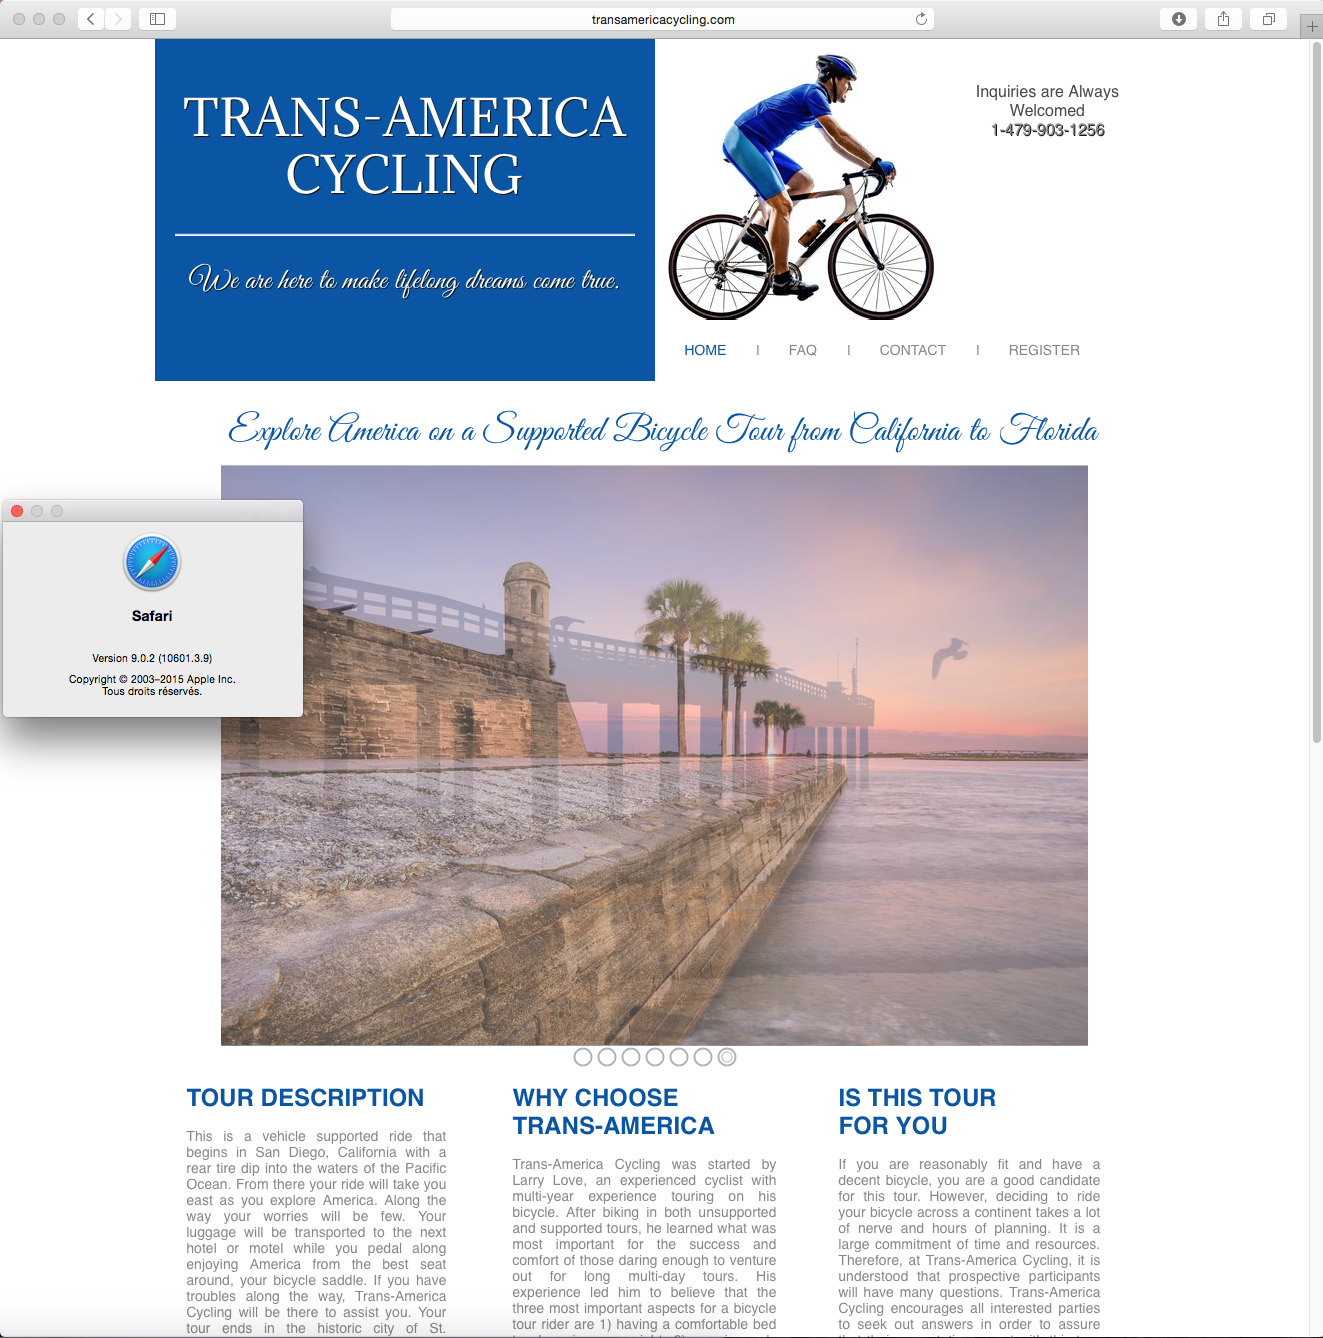 transamericacycling.com
TRANS-AMERICA
CYCLING
We are here to make lifelong dreams come true.
Inquiries are Always
Welcomed
1-479-903-1256
HOME I FAQ I CONTACT I REGISTER
Explore America on a Supported Bicycle Tour from California to Florida
Safari
Version 9.0.2 (10601.3.9)
Copyright © 2003–2015 Apple Inc.
Tous droits réservés.
TOUR DESCRIPTION
This is a vehicle supported ride that
begins in San Diego, California with a
rear tire dip into the waters of the Pacific
Ocean. From there your ride will take you
east as you explore America. Along the
way your worries will be few. Your
luggage will be transported to the next
hotel or motel while you pedal along
enjoying America from the best seat
around, your bicycle saddle. If you have
troubles along the way, Trans-America
Cycling will be there to assist you. Your
tour ends in the historic city of St.
WHY CHOOSE
TRANS-AMERICA
Trans-America Cycling was started by
Larry Love, an experienced cyclist with
multi-year experience touring on his
bicycle. After biking in both unsupported
and supported tours, he learned what was
most important for the success and
comfort of those daring enough to venture
out for long multi-day tours. His
experience led him to believe that the
three most important aspects for a bicycle
tour rider are 1) having a comfortable bed
IS THIS TOUR
FOR YOU
If you are reasonably fit and have a
decent bicycle, you are a good candidate
for this tour. However, deciding to ride
your bicycle across a continent takes a lot
of nerve and hours of planning. It is a
large commitment of time and resources.
Therefore, at Trans-America Cycling, it is
understood that prospective participants
will have many questions. Trans-America
Cycling encourages all interested parties
to seek out answers in order to assure